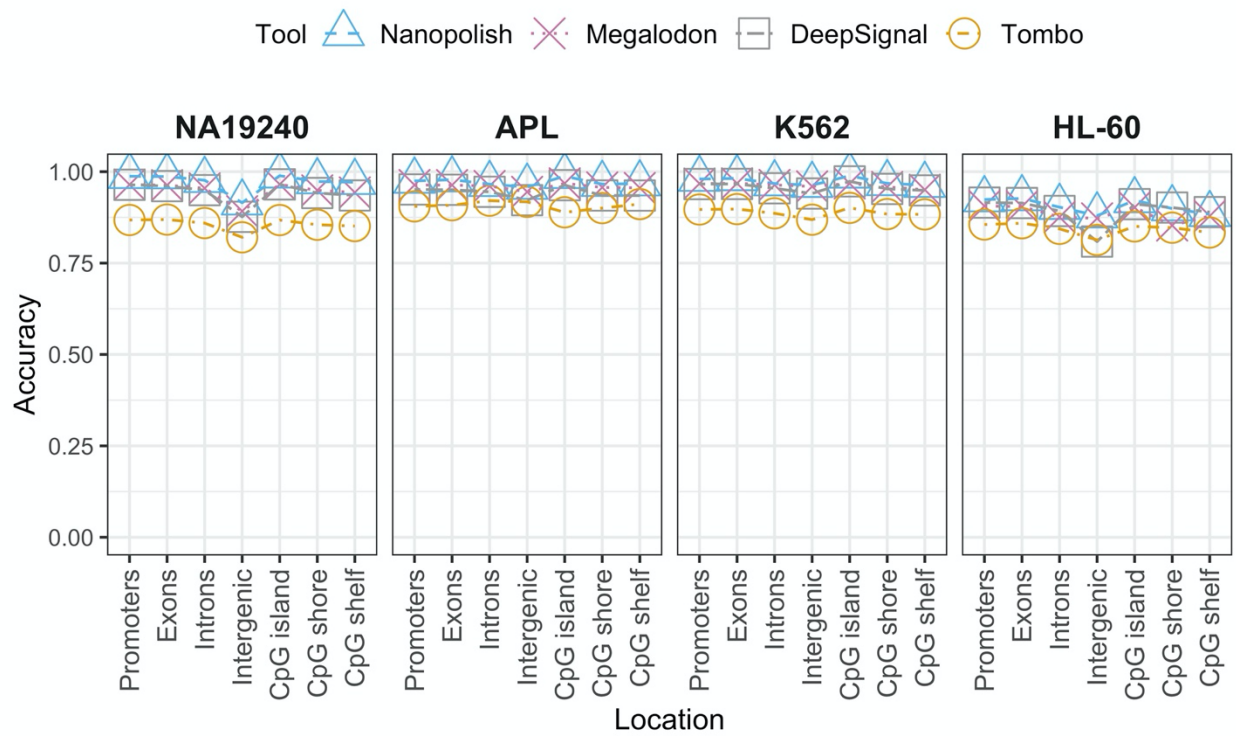 Tool Nanopolish Megalodon DeepSignal Tombo
NA19240 APL K562 HL-60
1.00
0.75
0.50
0.25
0.00
Accuracy
Promoters Exons Introns Intergenic CpG island CpG shore CpG shelf Promoters Exons Introns Intergenic CpG island CpG shore CpG shelf Promoters Exons Introns Intergenic CpG island CpG shore CpG shelf Promoters Exons Introns Intergenic CpG island CpG shore CpG shelf
Location